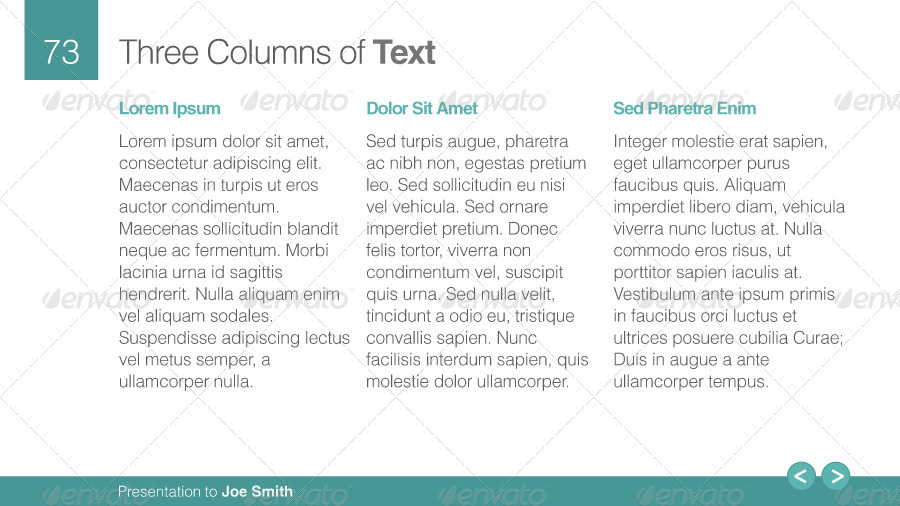 73
Three Columns of Text
Lorem Ipsum
Lorem ipsum dolor sit amet,
consectetur adipiscing elit.
Maecenas in turpis ut eros
auctor condimentum.
Maecenas sollicitudin blandit
neque ac fermentum. Morbi
lacinia urna id sagittis
hendrerit. Nulla aliquam enim
vel aliquam sodales.
Suspendisse adipiscing lectus
vel metus semper, a
ullamcorper nulla.
Dolor Sit Amet
Sed turpis augue, pharetra
ac nibh non, egestas pretium
leo. Sed sollicitudin eu nisi
vel vehicula. Sed ornare
imperdiet pretium. Donec
felis tortor, viverra non
condimentum vel, suscipit
quis urna. Sed nulla velit,
tincidunt a odio eu, tristique
convallis sapien. Nunc
facilisis interdum sapien, quis
molestie dolor ullamcorper.
Sed Pharetra Enim
Integer molestie erat sapien,
eget ullamcorper purus
faucibus quis. Aliquam
imperdiet libero diam, vehicula
viverra nunc luctus at. Nulla
commodo eros risus, ut
porttitor sapien iaculis at.
Vestibulum ante ipsum primis
in faucibus orci luctus et
ultrices posuere cubilia Curae;
Duis in augue a ante
ullamcorper tempus.
< >
Presentation to Joe Smith
envato envato envato envato envato
envato envato envato envato envato
envato envato envato envato envato